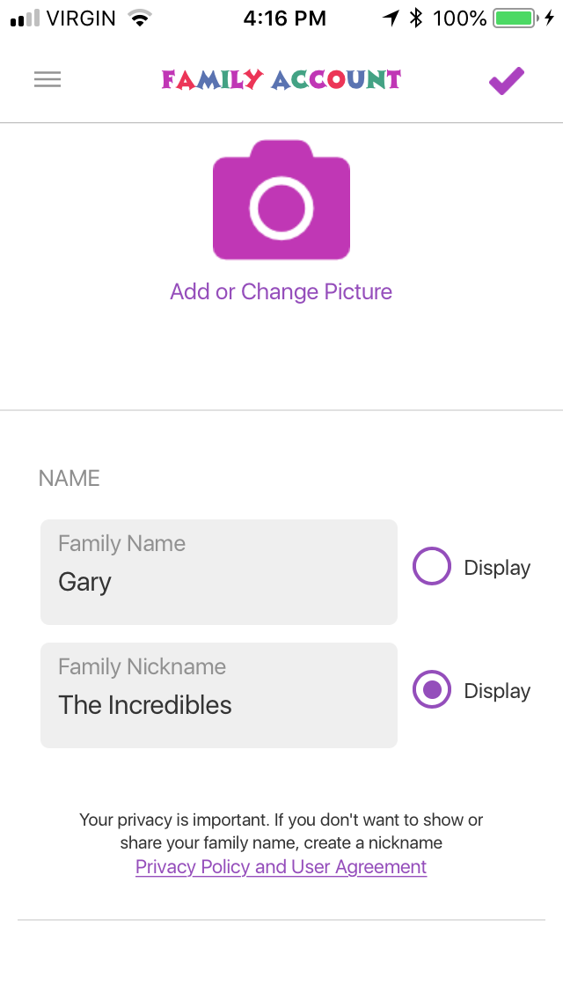 VIRGIN 4:16 PM 100%
FAMILY ACCOUNT
Add or Change Picture
NAME
Family Name
Gary
Display
Family Nickname
The Incredibles
Display
Your privacy is important. If you don't want to show or
share your family name, create a nickname
Privacy Policy and User Agreement